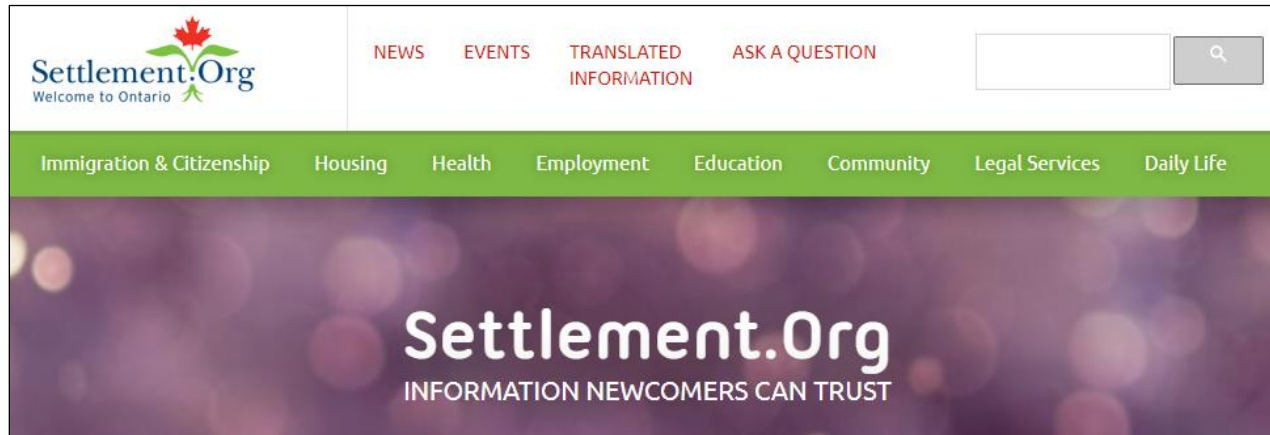 Settlement.Org
Welcome to Ontario
NEWS EVENTS TRANSLATED INFORMATION ASK A QUESTION
Immigration & Citizenship Housing Health Employment Education Community Legal Services Daily Life
Settlement.Org
INFORMATION NEWCOMERS CAN TRUST